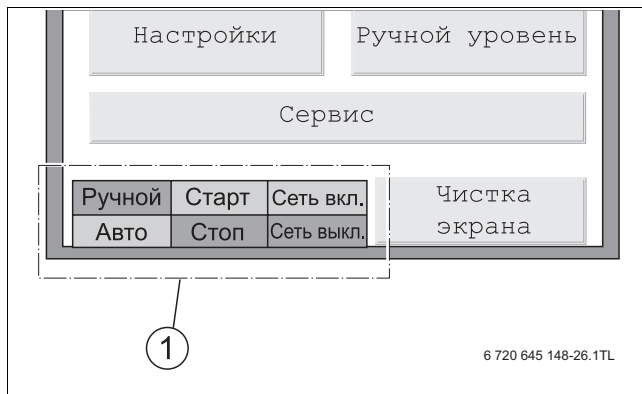 Настройки
Ручной уровень
Сервис
Ручной Старт Сеть вкл.
Авто Стоп Сеть выкл.
Чистка
экрана
1
6 720 645 148-26.1TL